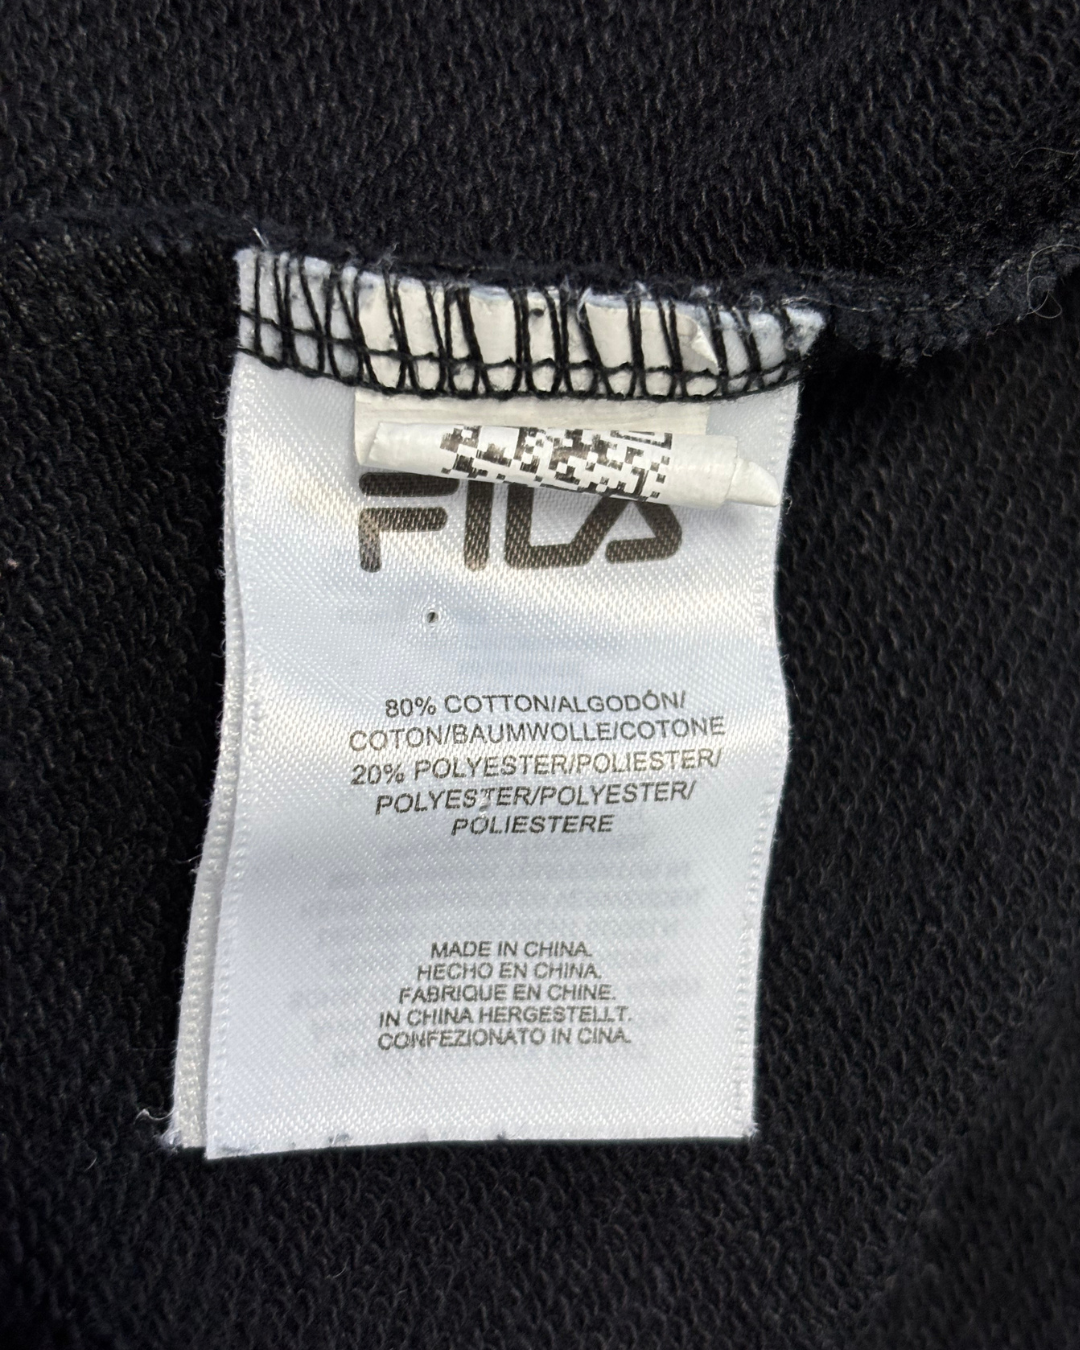 FILA
80% COTTON/ALGODÓN/
COTON/BAUMWOLLE/COTONE
20% POLYESTER/POLIESTER/
POLYESTER/POLYESTER/
POLIESTERE
MADE IN CHINA.
HECHO EN CHINA.
FABRIQUE EN CHINE.
IN CHINA HERGESTELLT.
CONFEZIONATO IN CINA.